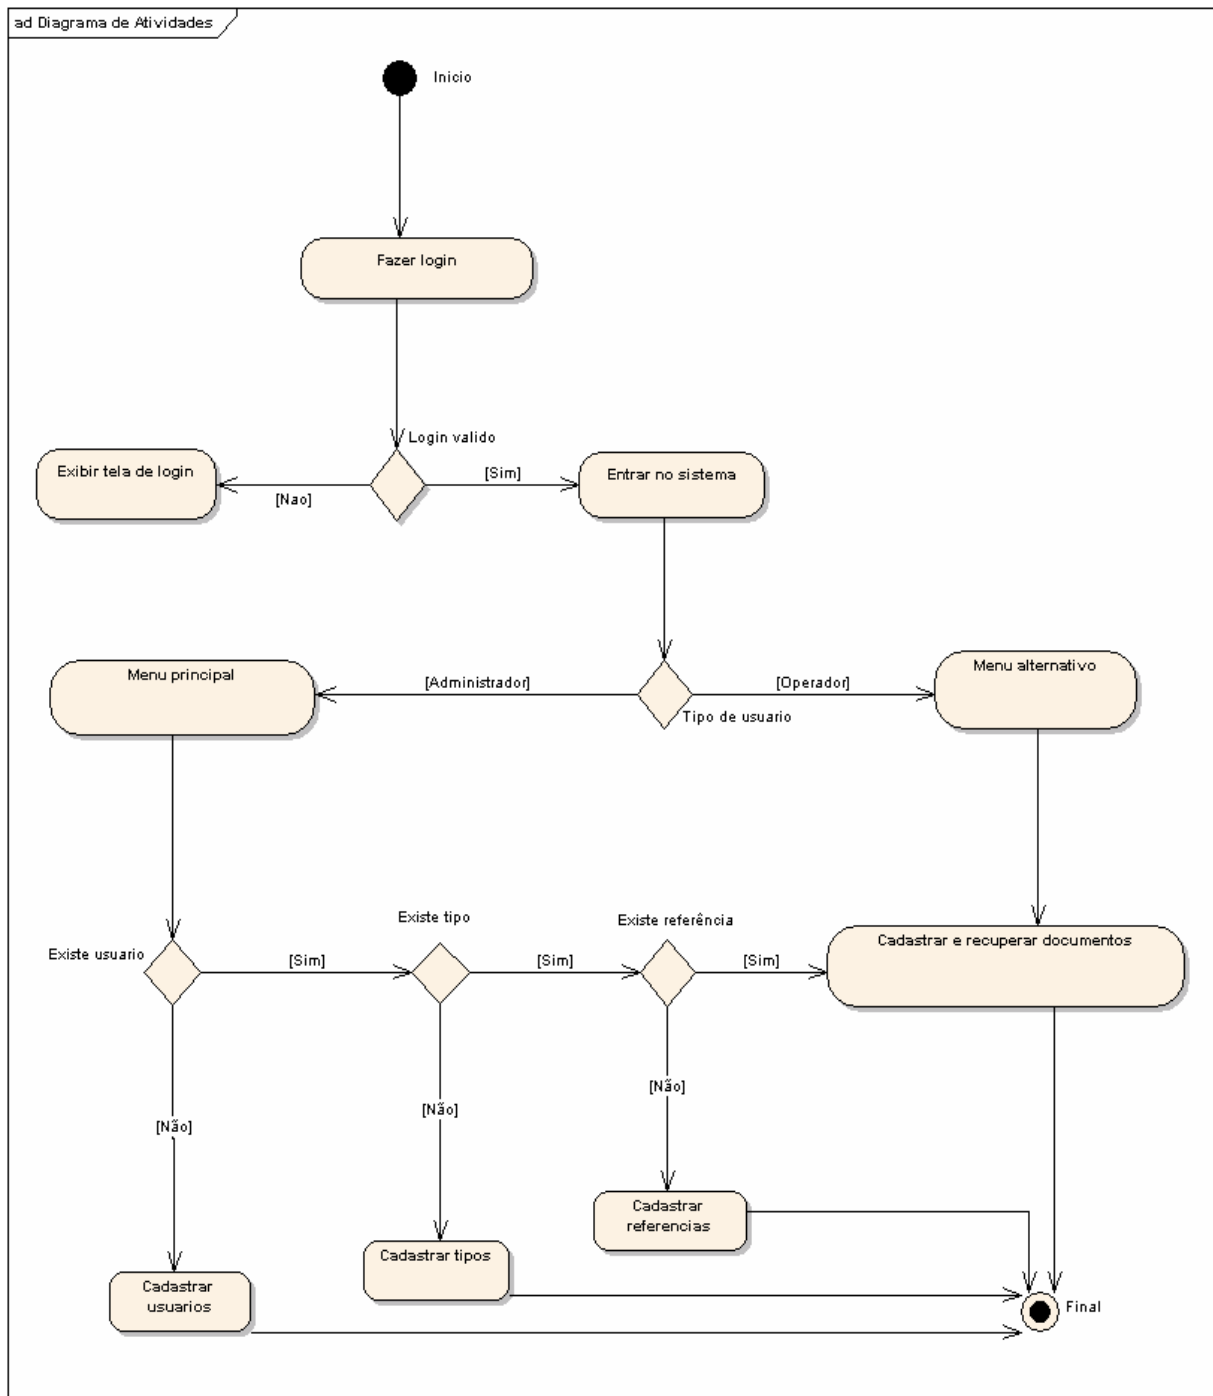 ad Diagrama de Atividades
Inicio
Fazer login
Login valido
Exibir tela de login
[Nao]
[Sim]
Entrar no sistema
Menu principal
[Administrador]
[Operador]
Tipo de usuario
Menu alternativo
Existe usuario
[Sim]
Existe tipo
[Sim]
Existe referência
[Sim]
Cadastrar e recuperar documentos
[Não]
[Não]
[Não]
Cadastrar
usuarios
Cadastrar tipos
Cadastrar
referencias
Final